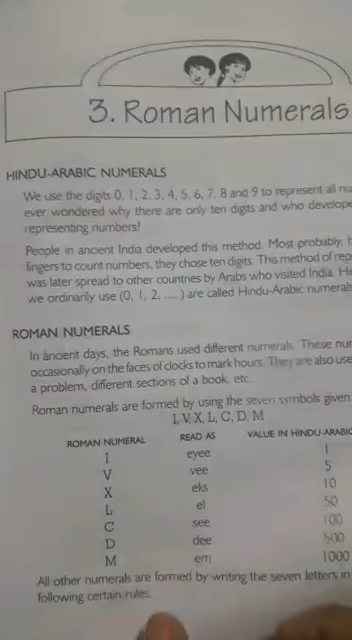 3. Roman Numerals
HINDU-ARABIC NUMERALS
We use the digits 0, 1, 2, 3, 4, 5, 6, 7, 8 and 9 to represent all
ever wondered why there are only ten digits and who
representing numbers?
People in ancient India developed this method. Most probably,
fingers to count numbers, they chose ten digits. This method of
was later spread to other countries by Arabs who visited India.
we ordinarily use (0, 1, 2, .... ) are called Hindu-Arabic
ROMAN NUMERALS
In ancient days, the Romans used different numerals. These
occasionally on the faces of clocks to mark hours. They are also
a problem, different sections of a book, etc.
Roman numerals are formed by using the seven symbols given
I, V, X, L, C, D, M
ROMAN NUMERAL READ AS VALUE IN HINDU-ARABIC
I eyee 1
V vee 5
X eks 10
L el 50
C see 100
D dee 500
M em 1000
All other numerals are formed by writing the seven letters in
following certain rules.